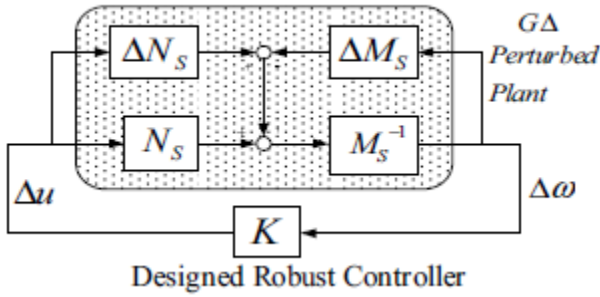 ΔN_S
ΔM_S
GΔ
Perturbed
Plant
N_S
M_S^{-1}
Δu
Δω
K
Designed Robust Controller